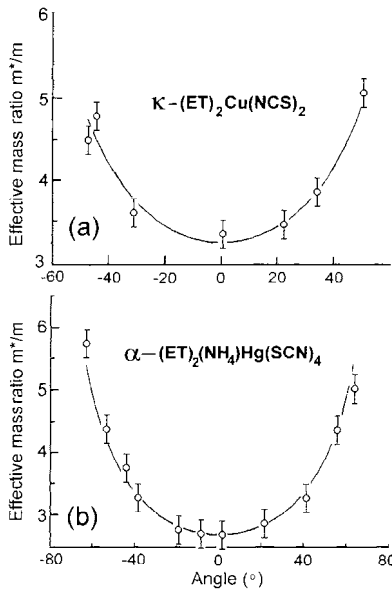 6
5
4
3
Effective mass ratio m*/m
κ-(ET)₂Cu(NCS)₂
(a)
-60 -40 -20 0 20 40
6
5
4
3
Effective mass ratio m*/m
α-(ET)₂(NH₄)Hg(SCN)₄
(b)
-80 -40 0 40 80
Angle (°)